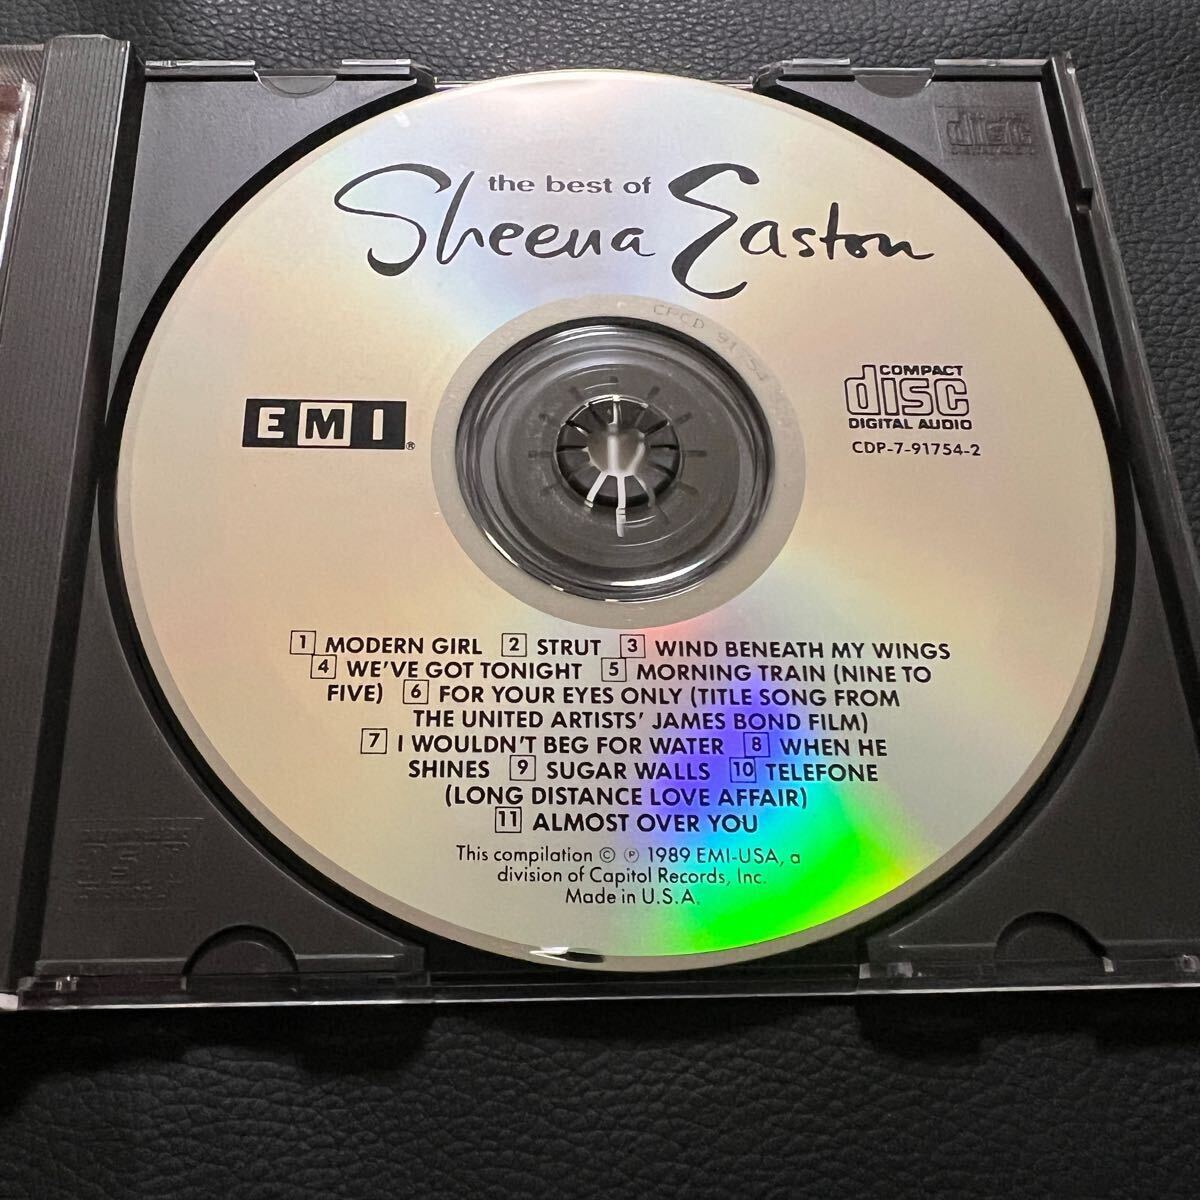 the best of
Sheena Easton
CPCD 91754
EMI®
COMPACT
disc
DIGITAL AUDIO
CDP-7-91754-2
1 MODERN GIRL 2 STRUT 3 WIND BENEATH MY WINGS
4 WE'VE GOT TONIGHT 5 MORNING TRAIN (NINE TO
FIVE) 6 FOR YOUR EYES ONLY (TITLE SONG FROM
THE UNITED ARTISTS' JAMES BOND FILM)
7 I WOULDN'T BEG FOR WATER 8 WHEN HE
SHINES 9 SUGAR WALLS 10 TELEFONE
(LONG DISTANCE LOVE AFFAIR)
11 ALMOST OVER YOU
This compilation © ℗ 1989 EMI-USA, a
division of Capitol Records, Inc.
Made in U.S.A.
disc